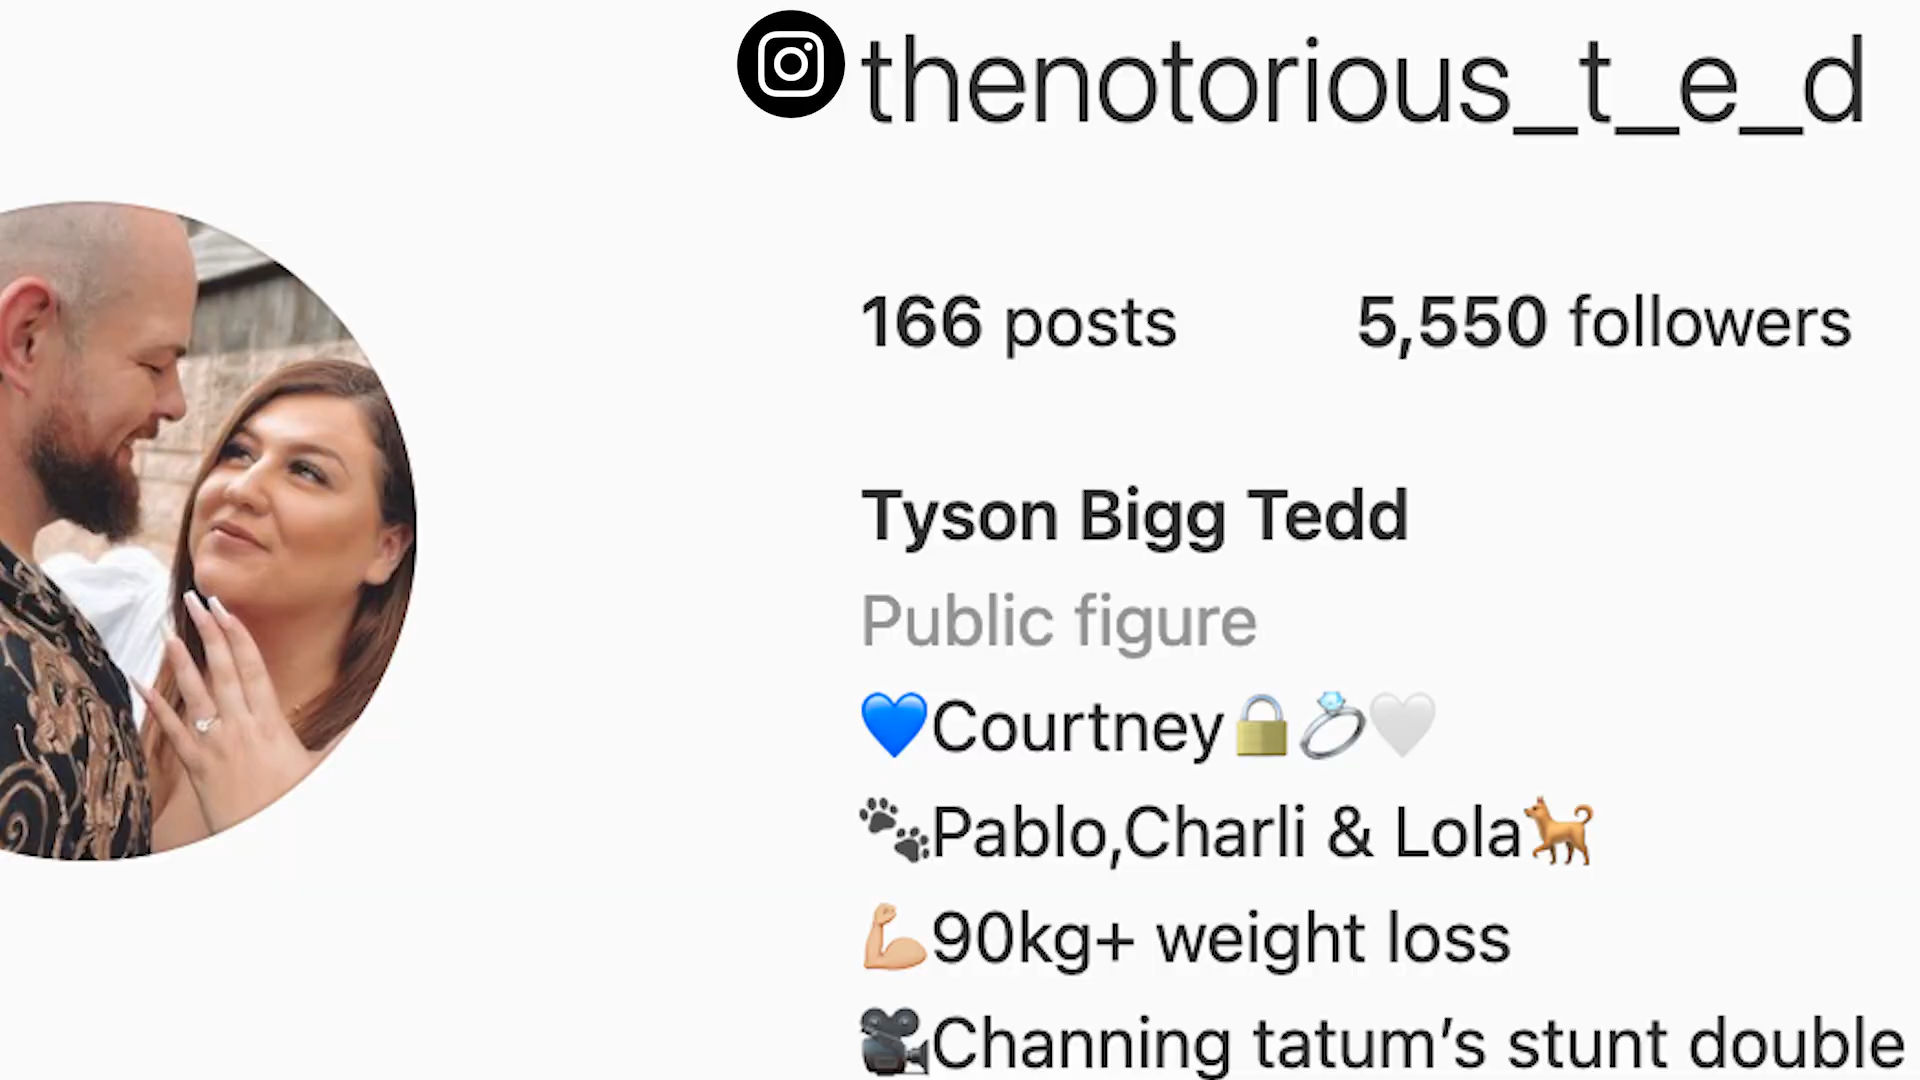 thenotorious_t_e_d
166 posts 5,550 followers
Tyson Bigg Tedd
Public figure
💙Courtney🔒💍🤍
🐾Pablo,Charli & Lola🐕
💪🏼90kg+ weight loss
🎥Channing tatum’s stunt double